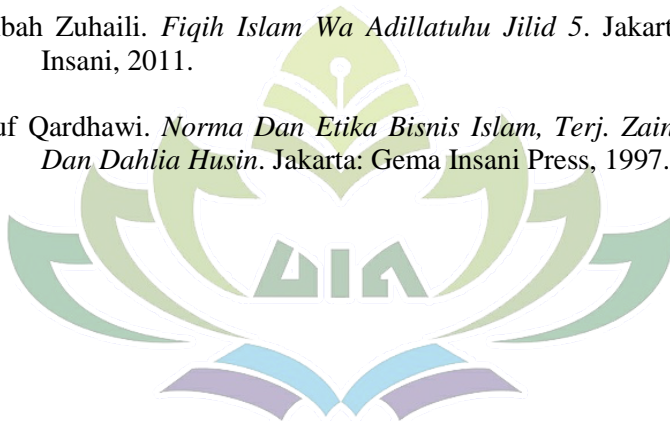 bah Zuhaili. Fiqih Islam Wa Adillatuhu Jilid 5. Jakart
Insani, 2011.
uf Qardhawi. Norma Dan Etika Bisnis Islam, Terj. Zain
Dan Dahlia Husin. Jakarta: Gema Insani Press, 1997.
UIN